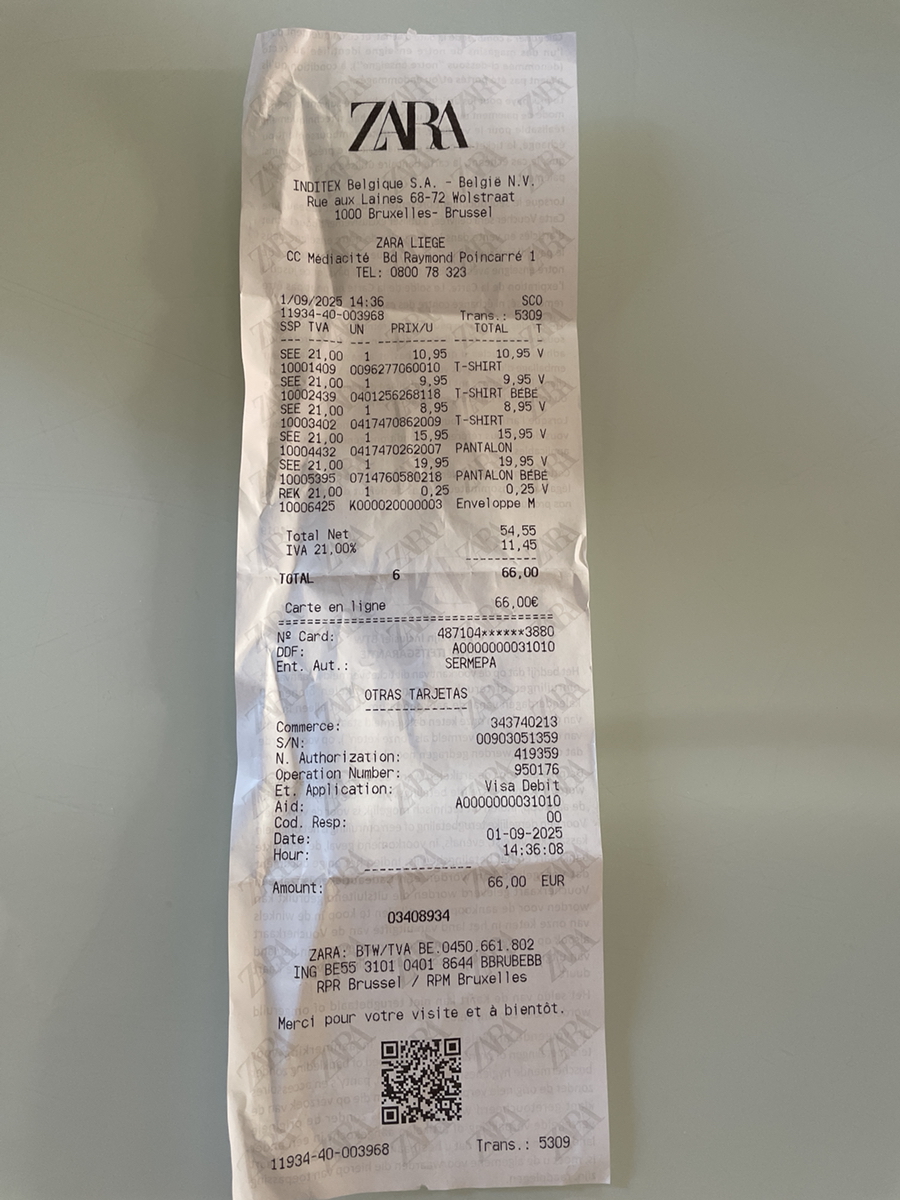 ZARA
INDITEX Belgique S.A. - België N.V.
Rue aux Laines 68-72 Wolstraat
1000 Bruxelles- Brussel
ZARA LIEGE
CC Médiacité Bd Raymond Poincarré 1
TEL: 0800 78 323
1/09/2025 14:36 SCO
11934-40-003968 Trans.: 5309
SSP TVA UN PRIX/U TOTAL T
--- ----- --- --------- ---------- -
SEE 21,00 1 10,95 10,95 V
10001409 0096277060010 T-SHIRT
SEE 21,00 1 9,95 9,95 V
10002439 0401256268118 T-SHIRT BEBE
SEE 21,00 1 8,95 8,95 V
10003402 0417470862009 T-SHIRT
SEE 21,00 1 15,95 15,95 V
10004432 0417470262007 PANTALON
SEE 21,00 1 19,95 19,95 V
10005395 0714760580218 PANTALON BEBE
REK 21,00 1 0,25 0,25 V
10006425 K000020000003 Enveloppe M
Total Net 54,55
IVA 21,00% 11,45
----------
TOTAL 6 66,00
Carte en ligne 66,00€
======================================
Nº Card: 487104******3880
DDF: A0000000031010
Ent. Aut.: SERMEPA
OTRAS TARJETAS
--------------
Commerce: 343740213
S/N: 00903051359
N. Authorization: 419359
Operation Number: 950176
Et. Application: Visa Debit
Aid: A0000000031010
Cod. Resp: 00
Date: 01-09-2025
Hour: 14:36:08
--------------
Amount: 66,00 EUR
03408934
ZARA: BTW/TVA BE.0450.661.802
ING BE55 3101 0401 8644 BBRUBEBB
RPR Brussel / RPM Bruxelles
Merci pour votre visite et à bientôt.
11934-40-003968 Trans.: 5309